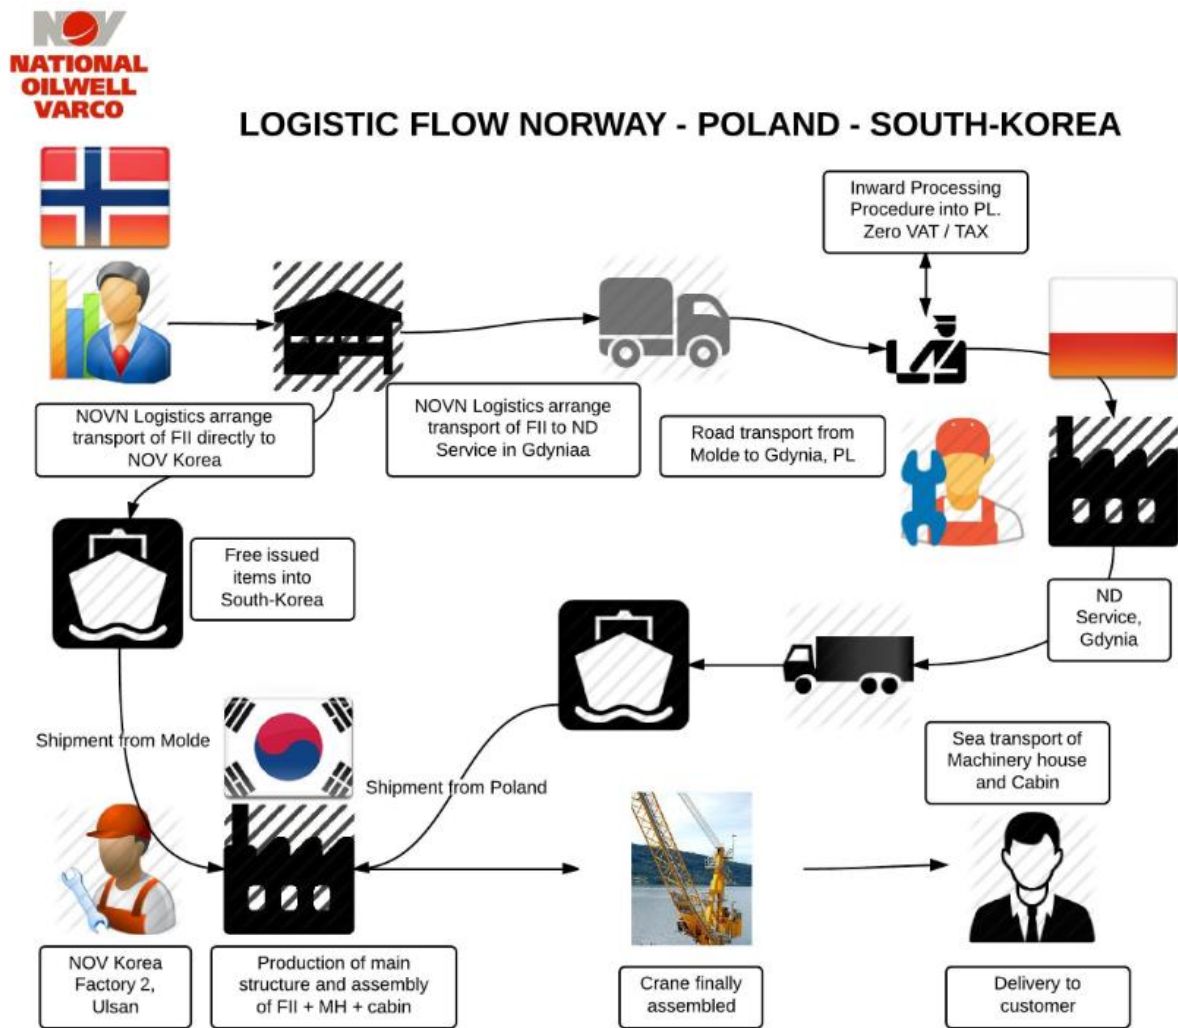 NOV
NATIONAL
OILWELL
VARCO
LOGISTIC FLOW NORWAY - POLAND - SOUTH-KOREA
Inward Processing
Procedure into PL.
Zero VAT / TAX
NOVN Logistics arrange
transport of FII directly to
NOV Korea
NOVN Logistics arrange
transport of FII to ND
Service in Gdyniaa
Road transport from
Molde to Gdynia, PL
Free issued
items into
South-Korea
ND
Service,
Gdynia
Shipment from Molde
Shipment from Poland
Sea transport of
Machinery house
and Cabin
NOV Korea
Factory 2,
Ulsan
Production of main
structure and assembly
of FII + MH + cabin
Crane finally
assembled
Delivery to
customer